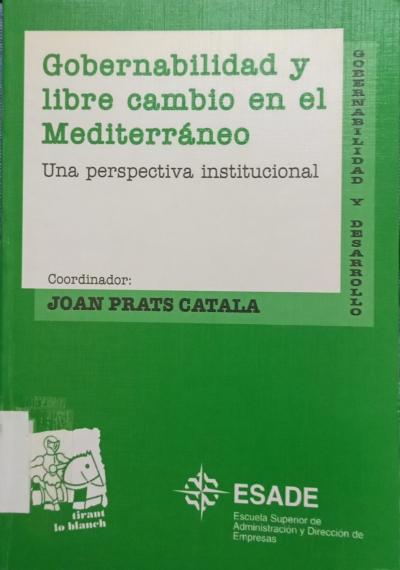 Gobernabilidad y
libre cambio en el
Mediterráneo
Una perspectiva institucional
Coordinador:
JOAN PRATS CATALA
GOBERNABILIDAD Y DESARROLLO
tirant
lo blanch
ESADE
Escuela Superior de
Administración y Dirección de
Empresas